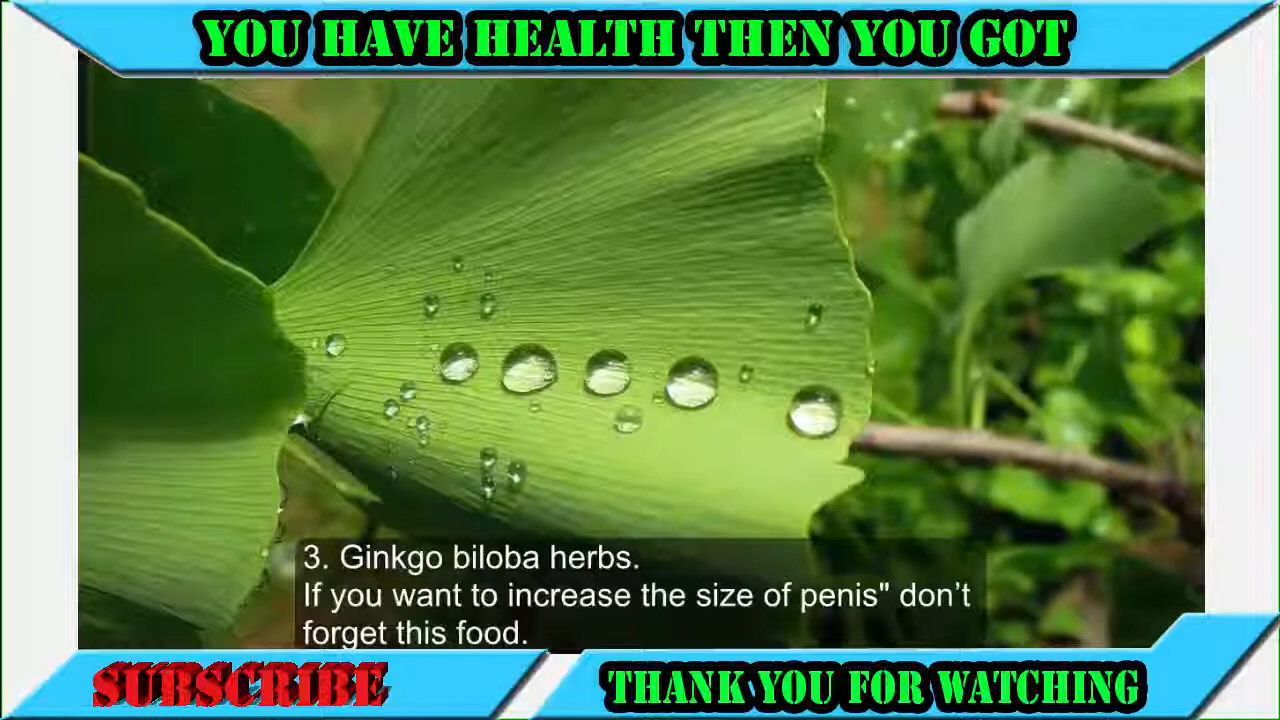 YOU HAVE HEALTH THEN YOU GOT
3. Ginkgo biloba herbs.
If you want to increase the size of penis" don’t
forget this food.
SUBSCRIBE
THANK YOU FOR WATCHING